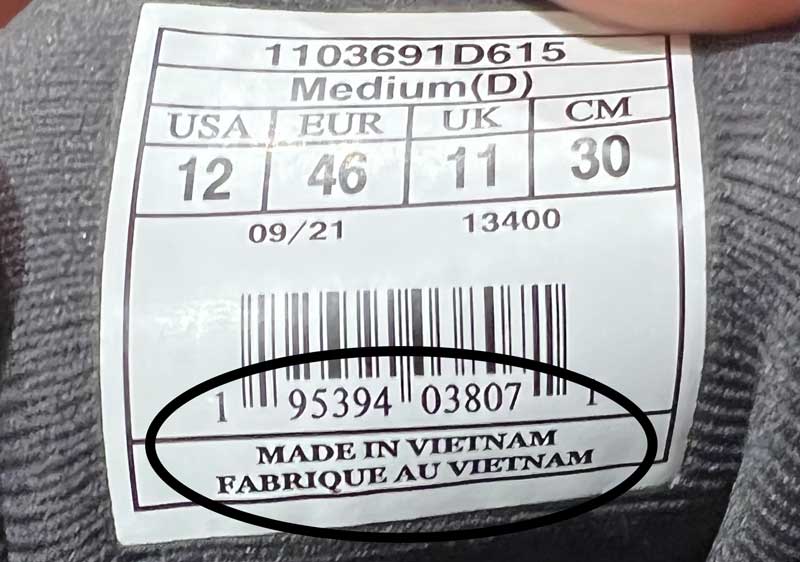 1103691D615
Medium(D)
USA EUR UK CM
12 46 11 30
09/21 13400
1 95394 03807 1
MADE IN VIETNAM
FABRIQUE AU VIETNAM